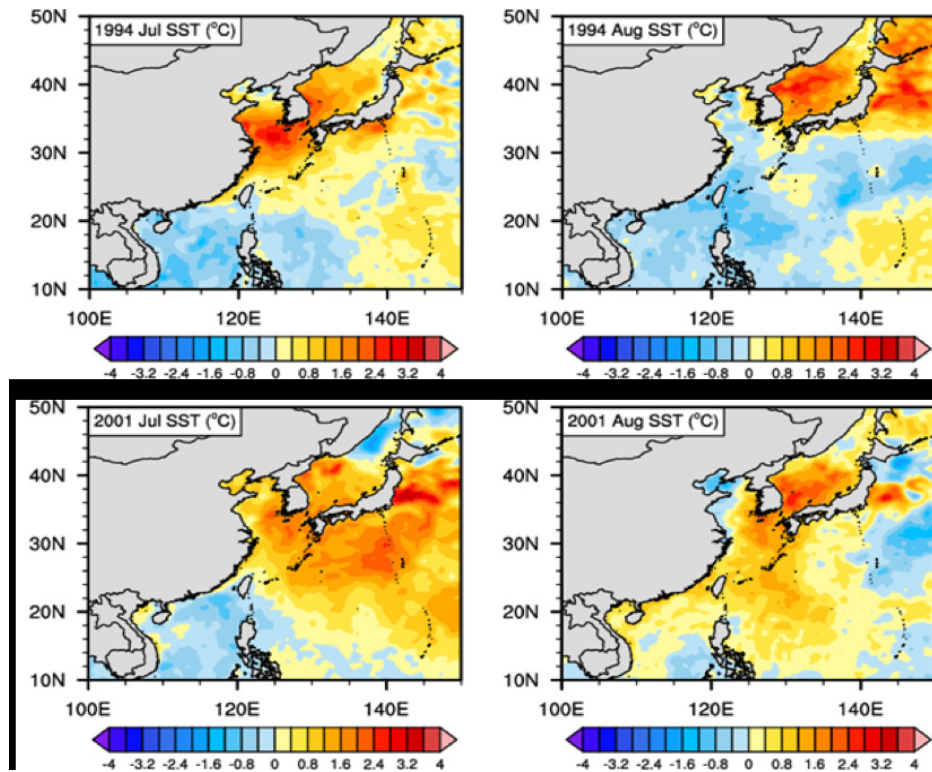 50N 1994 Jul SST (°C)
40N
30N
20N
10N
100E 120E 140E
-4 -3.2 -2.4 -1.6 -0.8 0 0.8 1.6 2.4 3.2 4
50N 1994 Aug SST (°C)
40N
30N
20N
10N
100E 120E 140E
-4 -3.2 -2.4 -1.6 -0.8 0 0.8 1.6 2.4 3.2 4
50N 2001 Jul SST (°C)
40N
30N
20N
10N
100E 120E 140E
-4 -3.2 -2.4 -1.6 -0.8 0 0.8 1.6 2.4 3.2 4
50N 2001 Aug SST (°C)
40N
30N
20N
10N
100E 120E 140E
-4 -3.2 -2.4 -1.6 -0.8 0 0.8 1.6 2.4 3.2 4